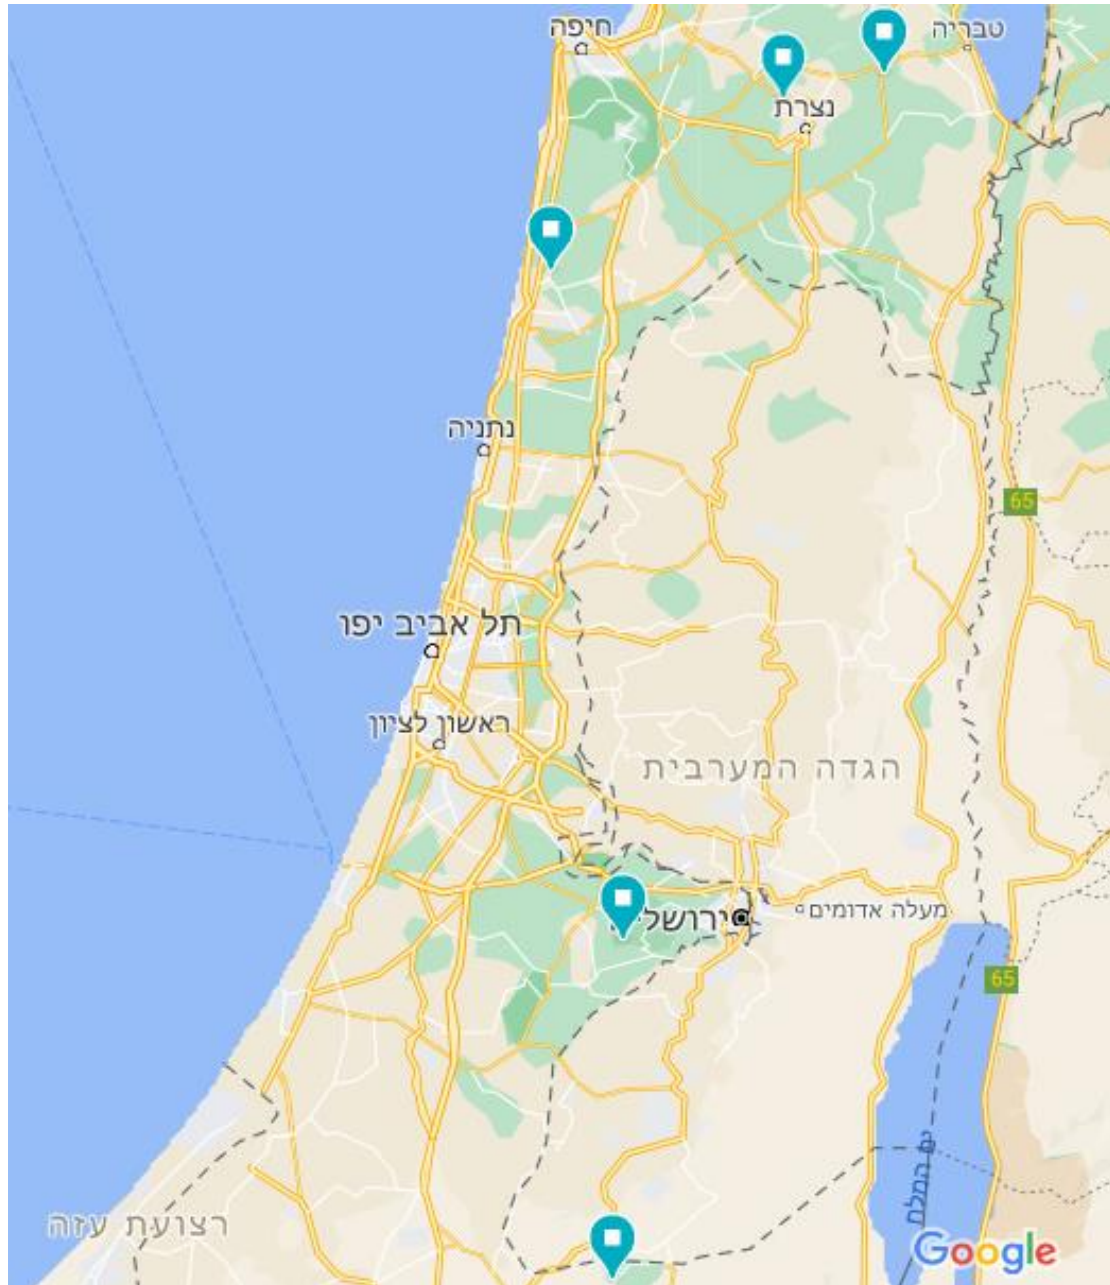 חיפה
טבריה
נצרת
נתניה
65
תל אביב יפו
ראשון לציון
הגדה המערבית
מעלה אדומים
65
ים המלח
רצועת עזה
Google